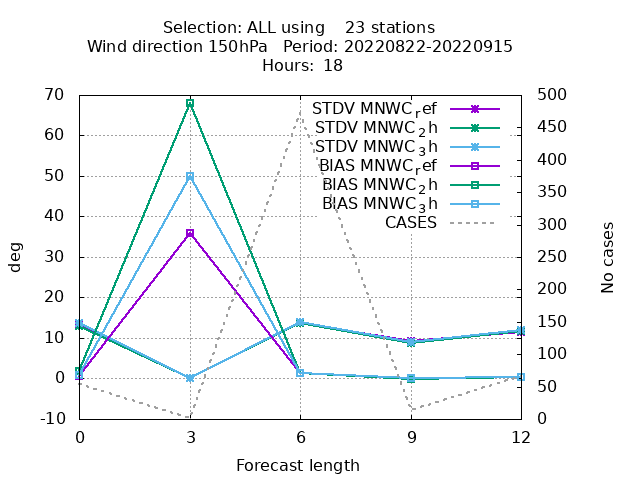 Selection: ALL using    23 stations
Wind direction 150hPa   Period: 20220822-20220915
Hours: 18
70
60
50
40
30
20
10
0
-10
deg
500
450
400
350
300
250
200
150
100
50
0
No cases
STDV MNWC_ref
STDV MNWC_2h
STDV MNWC_3h
BIAS MNWC_ref
BIAS MNWC_2h
BIAS MNWC_3h
CASES
0 3 6 9 12
Forecast length